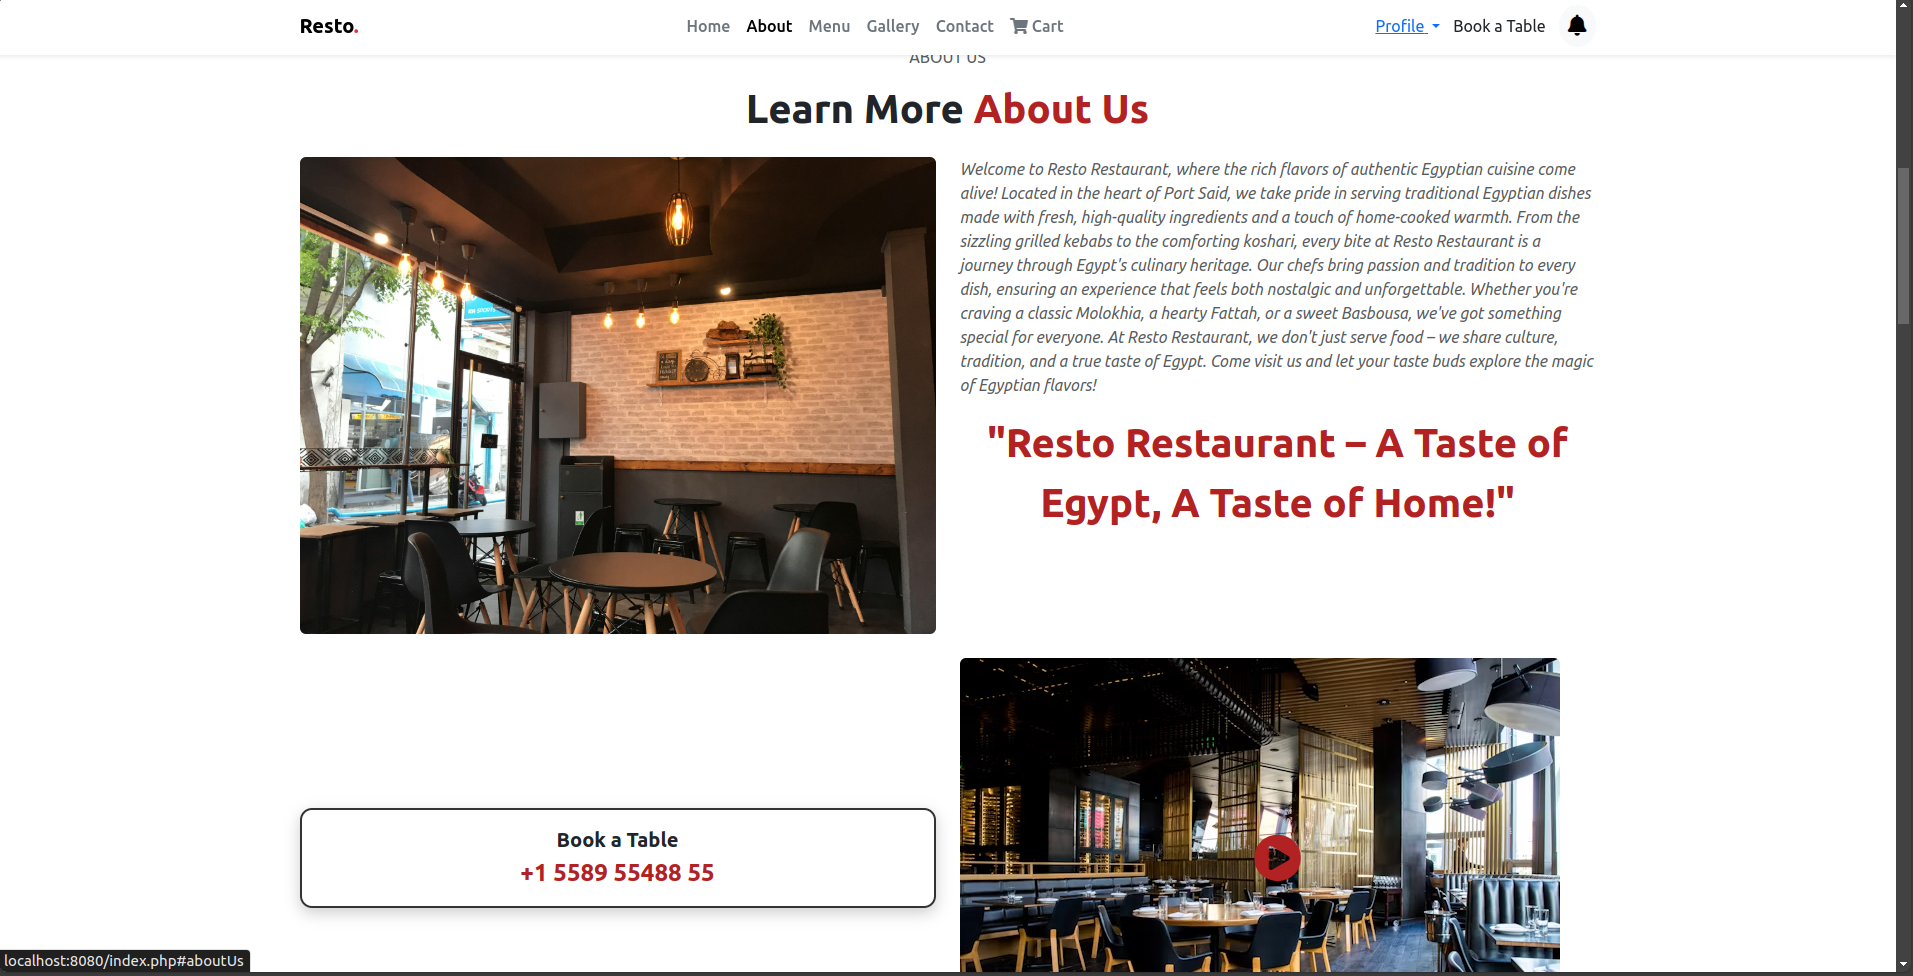 Resto.
Home About Menu Gallery Contact Cart
Profile Book a Table
ABOUT US
Learn More About Us
Welcome to Resto Restaurant, where the rich flavors of authentic Egyptian cuisine come
alive! Located in the heart of Port Said, we take pride in serving traditional Egyptian dishes
made with fresh, high-quality ingredients and a touch of home-cooked warmth. From the
sizzling grilled kebabs to the comforting koshari, every bite at Resto Restaurant is a
journey through Egypt's culinary heritage. Our chefs bring passion and tradition to every
dish, ensuring an experience that feels both nostalgic and unforgettable. Whether you're
craving a classic Molokhia, a hearty Fattah, or a sweet Basbousa, we've got something
special for everyone. At Resto Restaurant, we don't just serve food – we share culture,
tradition, and a true taste of Egypt. Come visit us and let your taste buds explore the magic
of Egyptian flavors!
"Resto Restaurant – A Taste of
Egypt, A Taste of Home!"
Book a Table
+1 5589 55488 55
localhost:8080/index.php#aboutUs